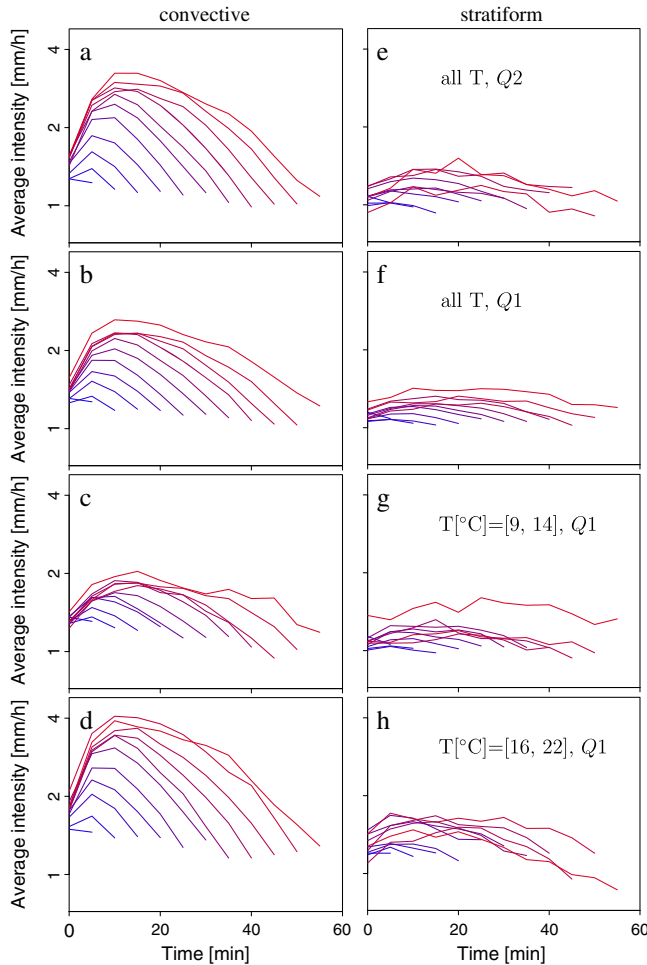 convective stratiform
a e
all T, Q2
4
2
1
Average intensity [mm/h]
b f
all T, Q1
4
2
1
Average intensity [mm/h]
c g
T[°C]=[9, 14], Q1
4
2
1
Average intensity [mm/h]
d h
T[°C]=[16, 22], Q1
4
2
1
Average intensity [mm/h]
0 20 40 60 0 20 40 60
Time [min] Time [min]